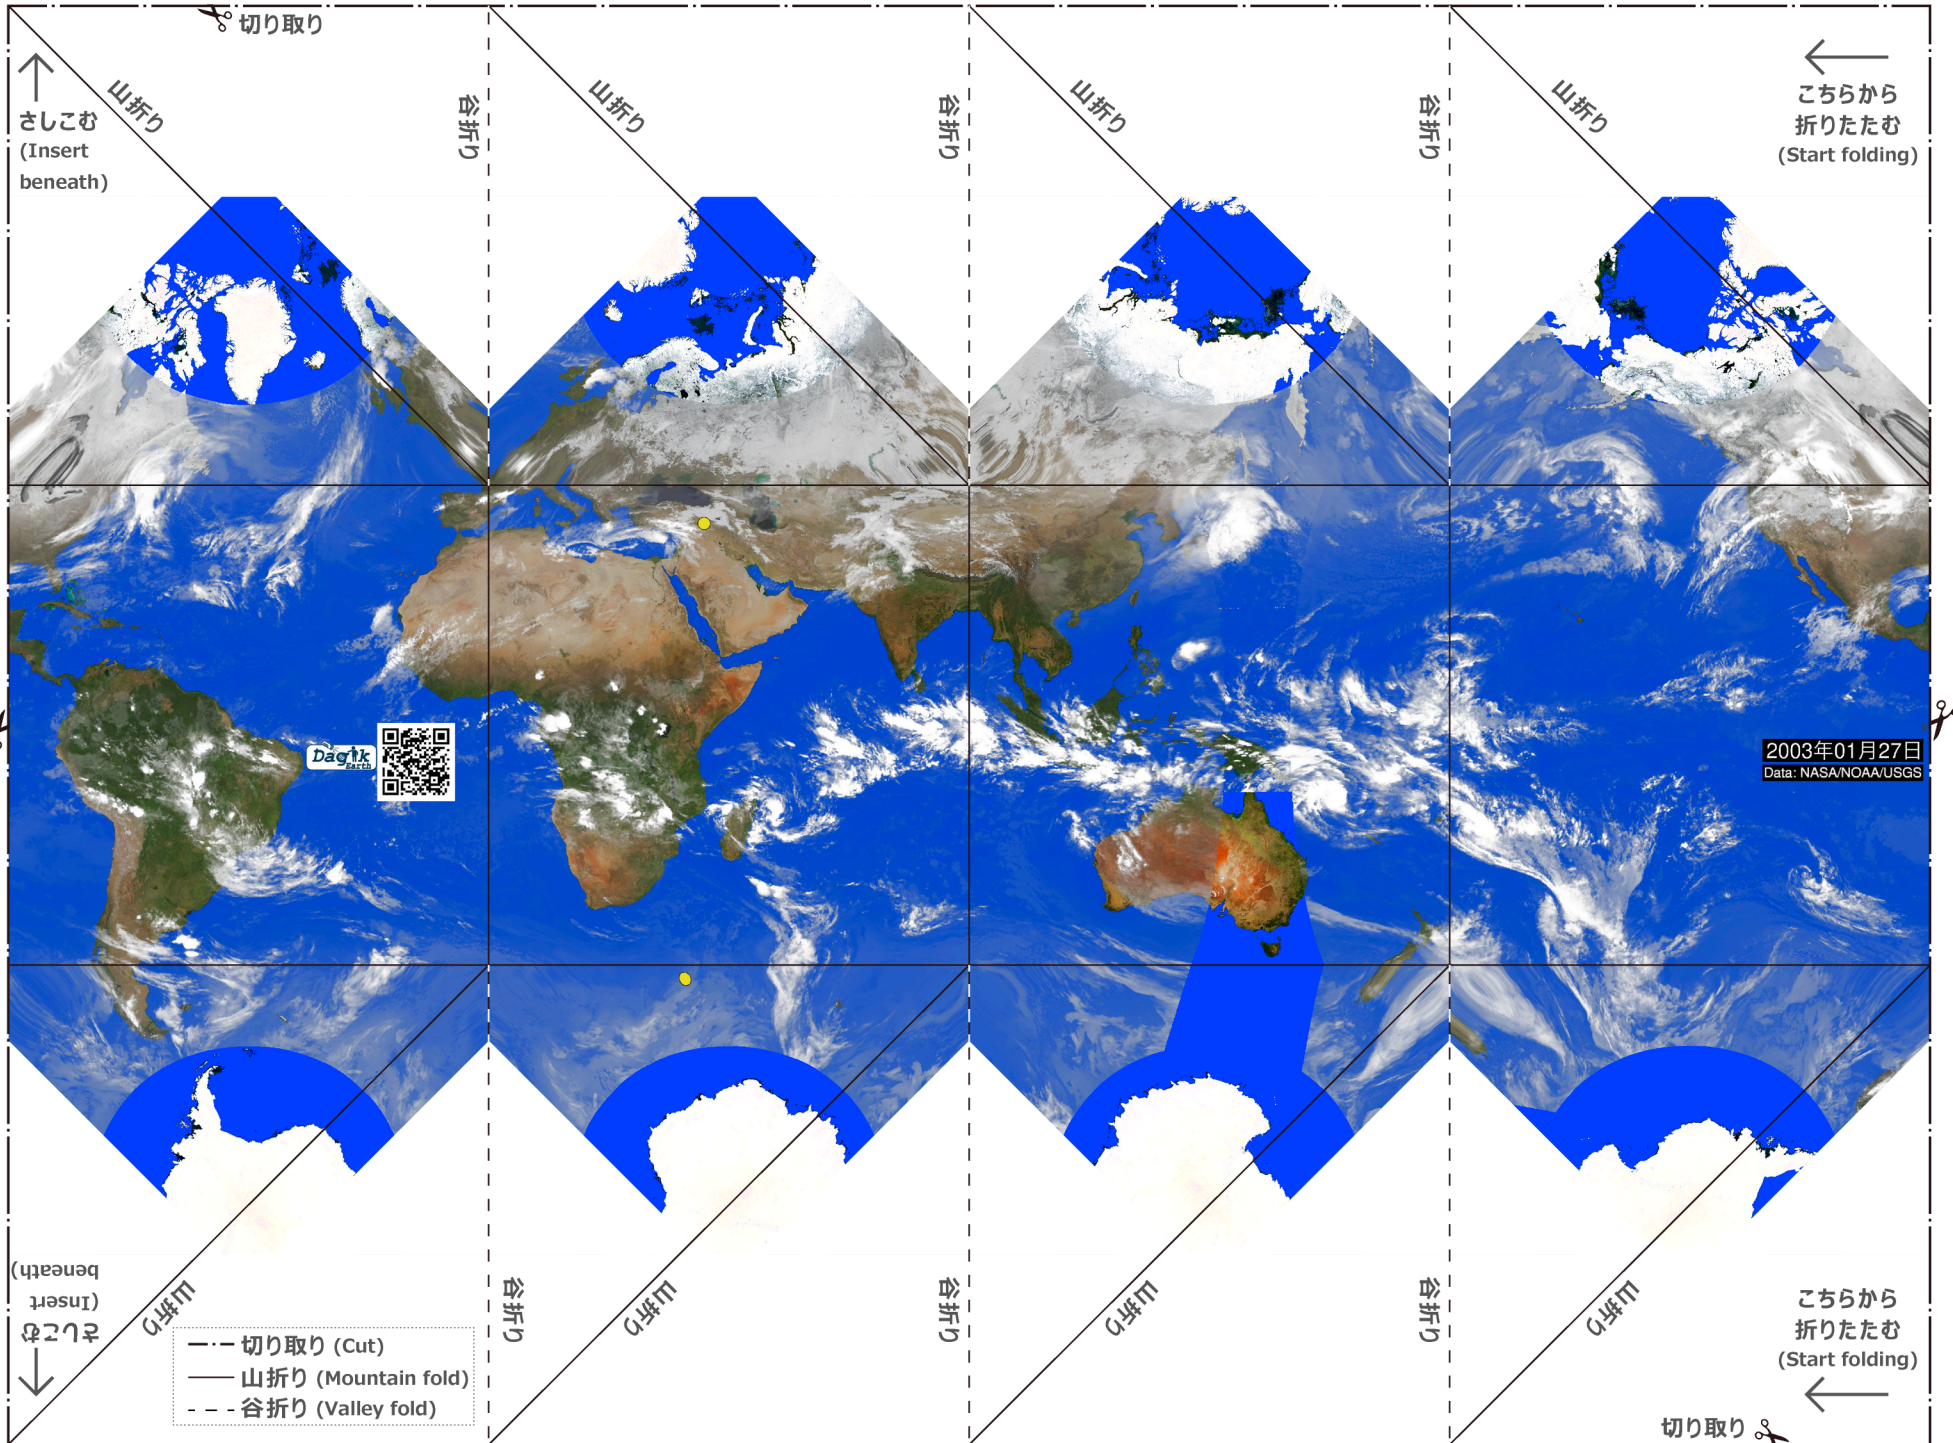 切り取り
さしこむ
(Insert
beneath)
山折り
谷折り
山折り
谷折り
山折り
谷折り
山折り
こちらから
折りたたむ
(Start folding)
Dagik
Earth
2003年01月27日
Data: NASA/NOAA/USGS
さしこむ
(Insert
beneath)
山折り
谷折り
山折り
谷折り
山折り
谷折り
山折り
こちらから
折りたたむ
(Start folding)
切り取り (Cut)
山折り (Mountain fold)
谷折り (Valley fold)
切り取り